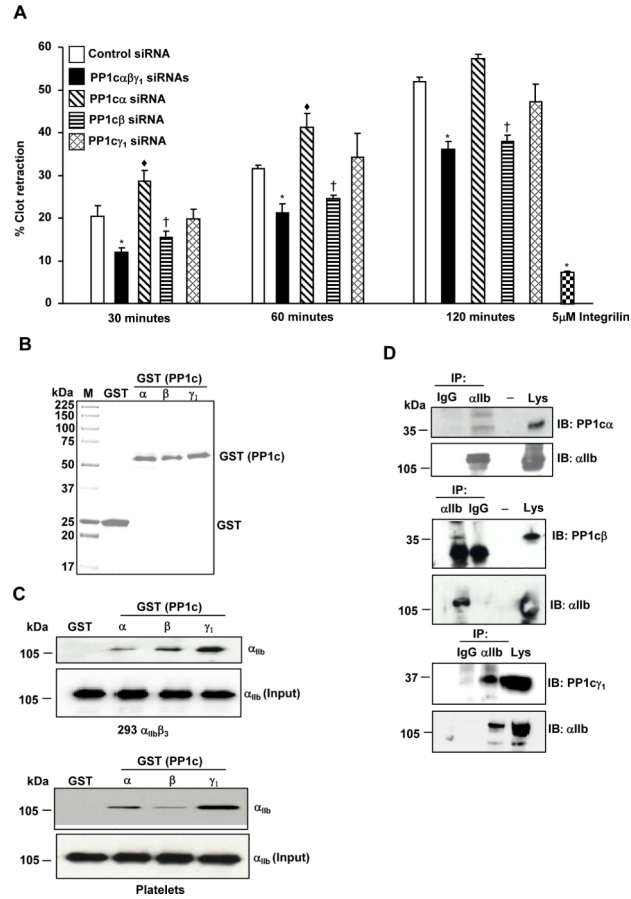 A
60
50
40
30
20
10
0
% Clot retraction
Control siRNA
PP1cαβγ1 siRNAs
PP1cα siRNA
PP1cβ siRNA
PP1cγ1 siRNA
* ♦ †
* ♦ †
* †
*
30 minutes
60 minutes
120 minutes
5μM Integrilin
B
GST (PP1c)
kDa M GST α β γ1
225
150
100
75
50
37
25
20
17
GST (PP1c)
GST
C
GST (PP1c)
kDa GST α β γ1
105
αIIb
105
αIIb (Input)
293 αIIbβ3
GST (PP1c)
kDa GST α β γ1
105
αIIb
105
αIIb (Input)
Platelets
D
IP:
IgG αIIb – Lys
kDa
35
IB: PP1cα
105
IB: αIIb
IP:
αIIb IgG – Lys
35
IB: PP1cβ
105
IB: αIIb
IP:
IgG αIIb Lys
37
IB: PP1cγ1
105
IB: αIIb